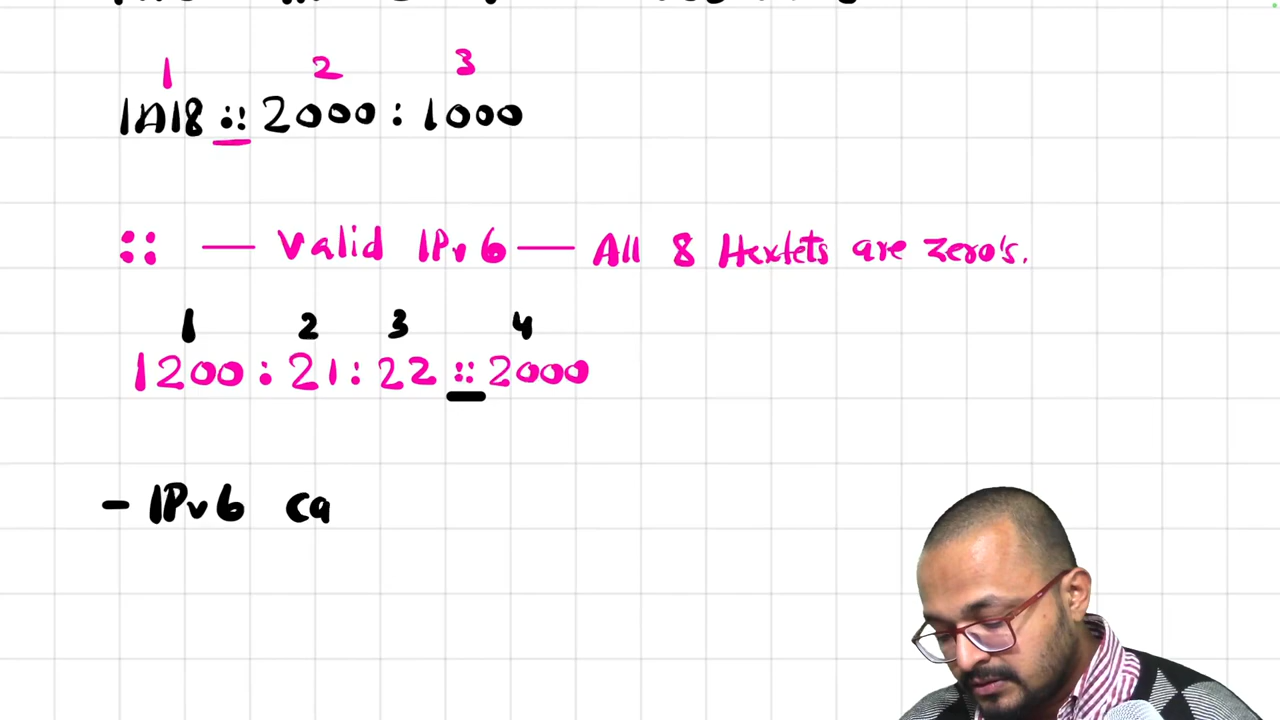 1 2 3
1A18 :: 2000 : 1000
:: — Valid IPv6 — All 8 Hextets are zero's.
1 2 3 4
1200 : 21 : 22 :: 2000
- IPv6 ca